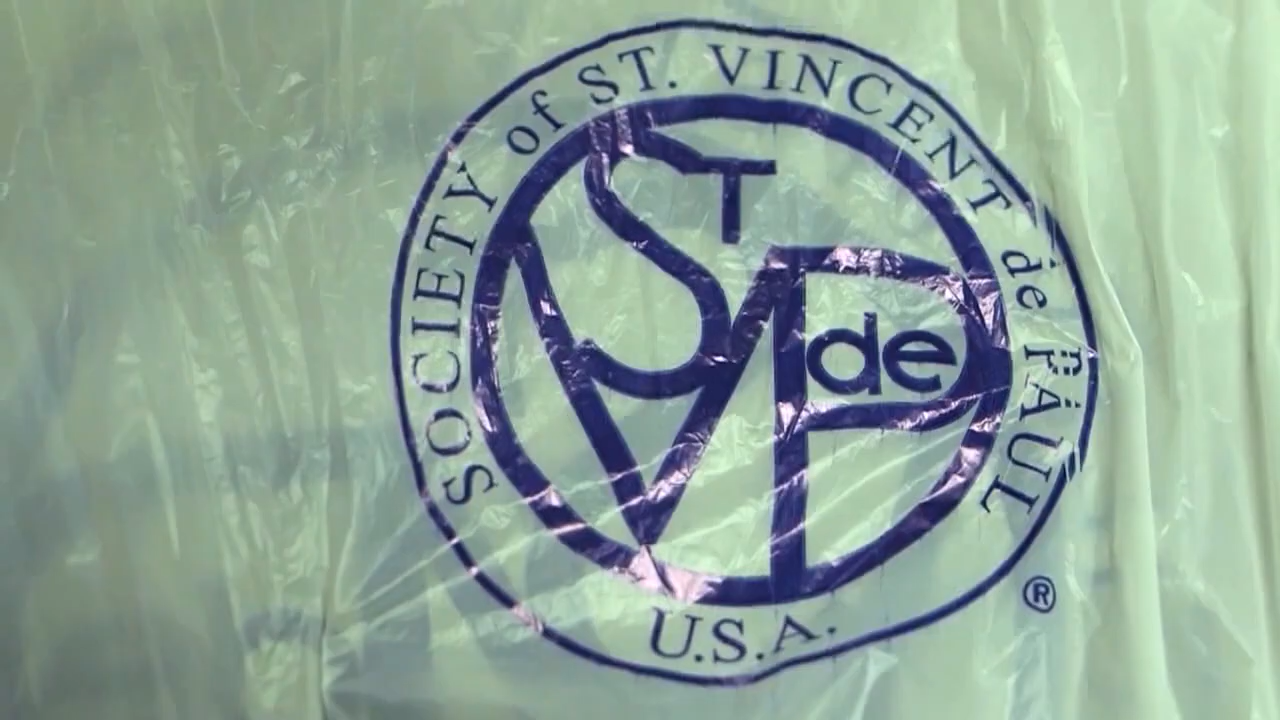 SOCIETY of ST. VINCENT de PAUL
ST
V de P
U.S.A.
®